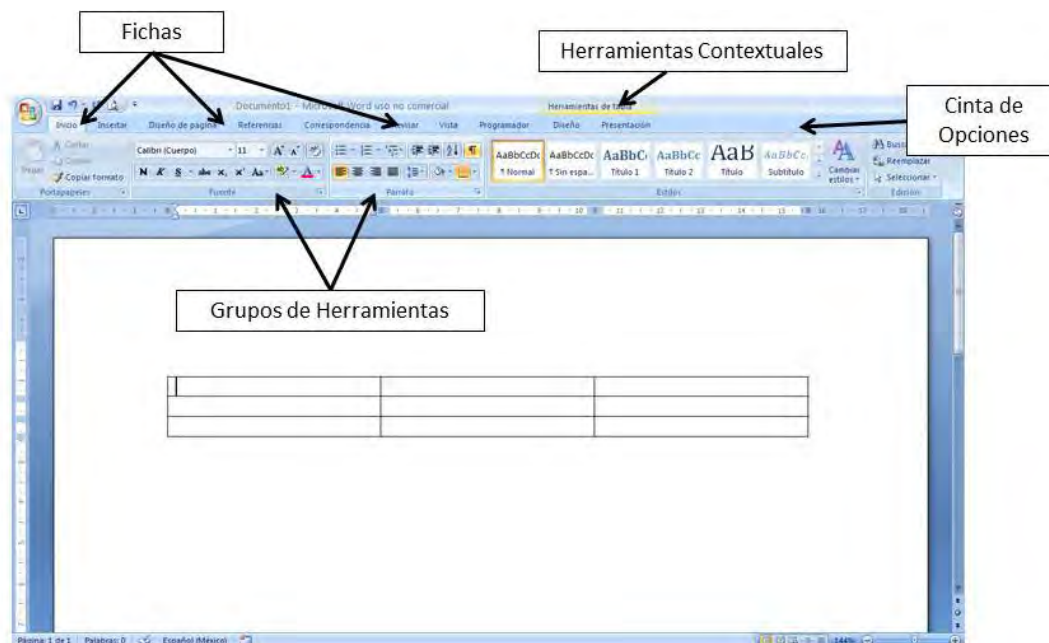 Fichas
Herramientas Contextuales
Cinta de
Opciones
Documento1 - Microsoft Word uso no comercial
Herramientas de tabla
Inicio Insertar Diseño de página Referencias Correspondencia Revisar Vista Programador Diseño Presentación
Cortar
Copiar
Pegar
Copiar formato
Portapapeles
Calibri (Cuerpo) 11
N K S abc x, x² Aa A
Fuente
Párrafo
AaBbCcDc AaBbCcDc AaBbC AaBbCc AaB AaBbCc
¶ Normal ¶ Sin espa... Título 1 Título 2 Título Subtítulo
Cambiar
estilos
Estilos
Reemplazar
Seleccionar
Edición
Grupos de Herramientas
Página: 1 de 1 Palabras: 0 Español (México) 144%